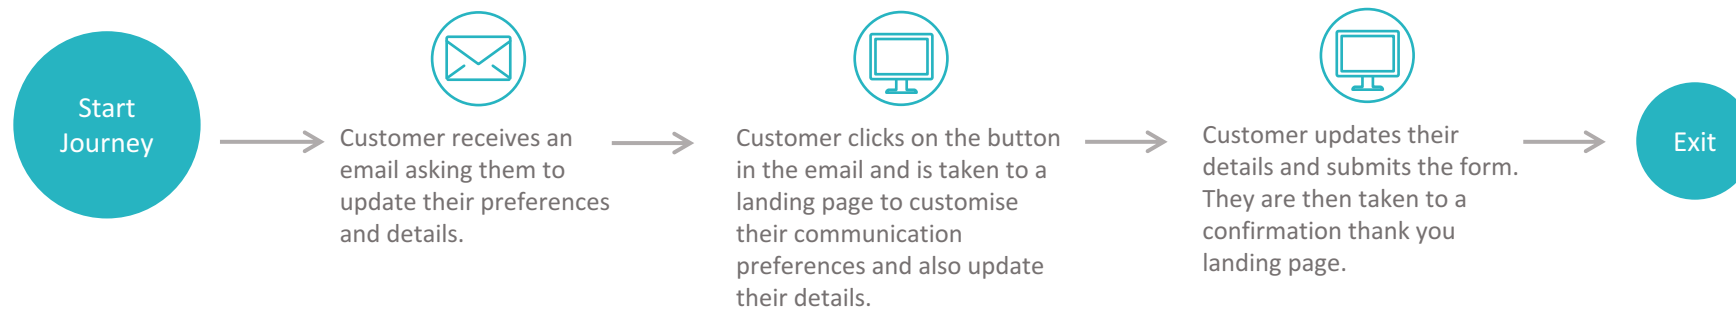 Start
Journey
Customer receives an
email asking them to
update their preferences
and details.
Customer clicks on the button
in the email and is taken to a
landing page to customise
their communication
preferences and also update
their details.
Customer updates their
details and submits the form.
They are then taken to a
confirmation thank you
landing page.
Exit